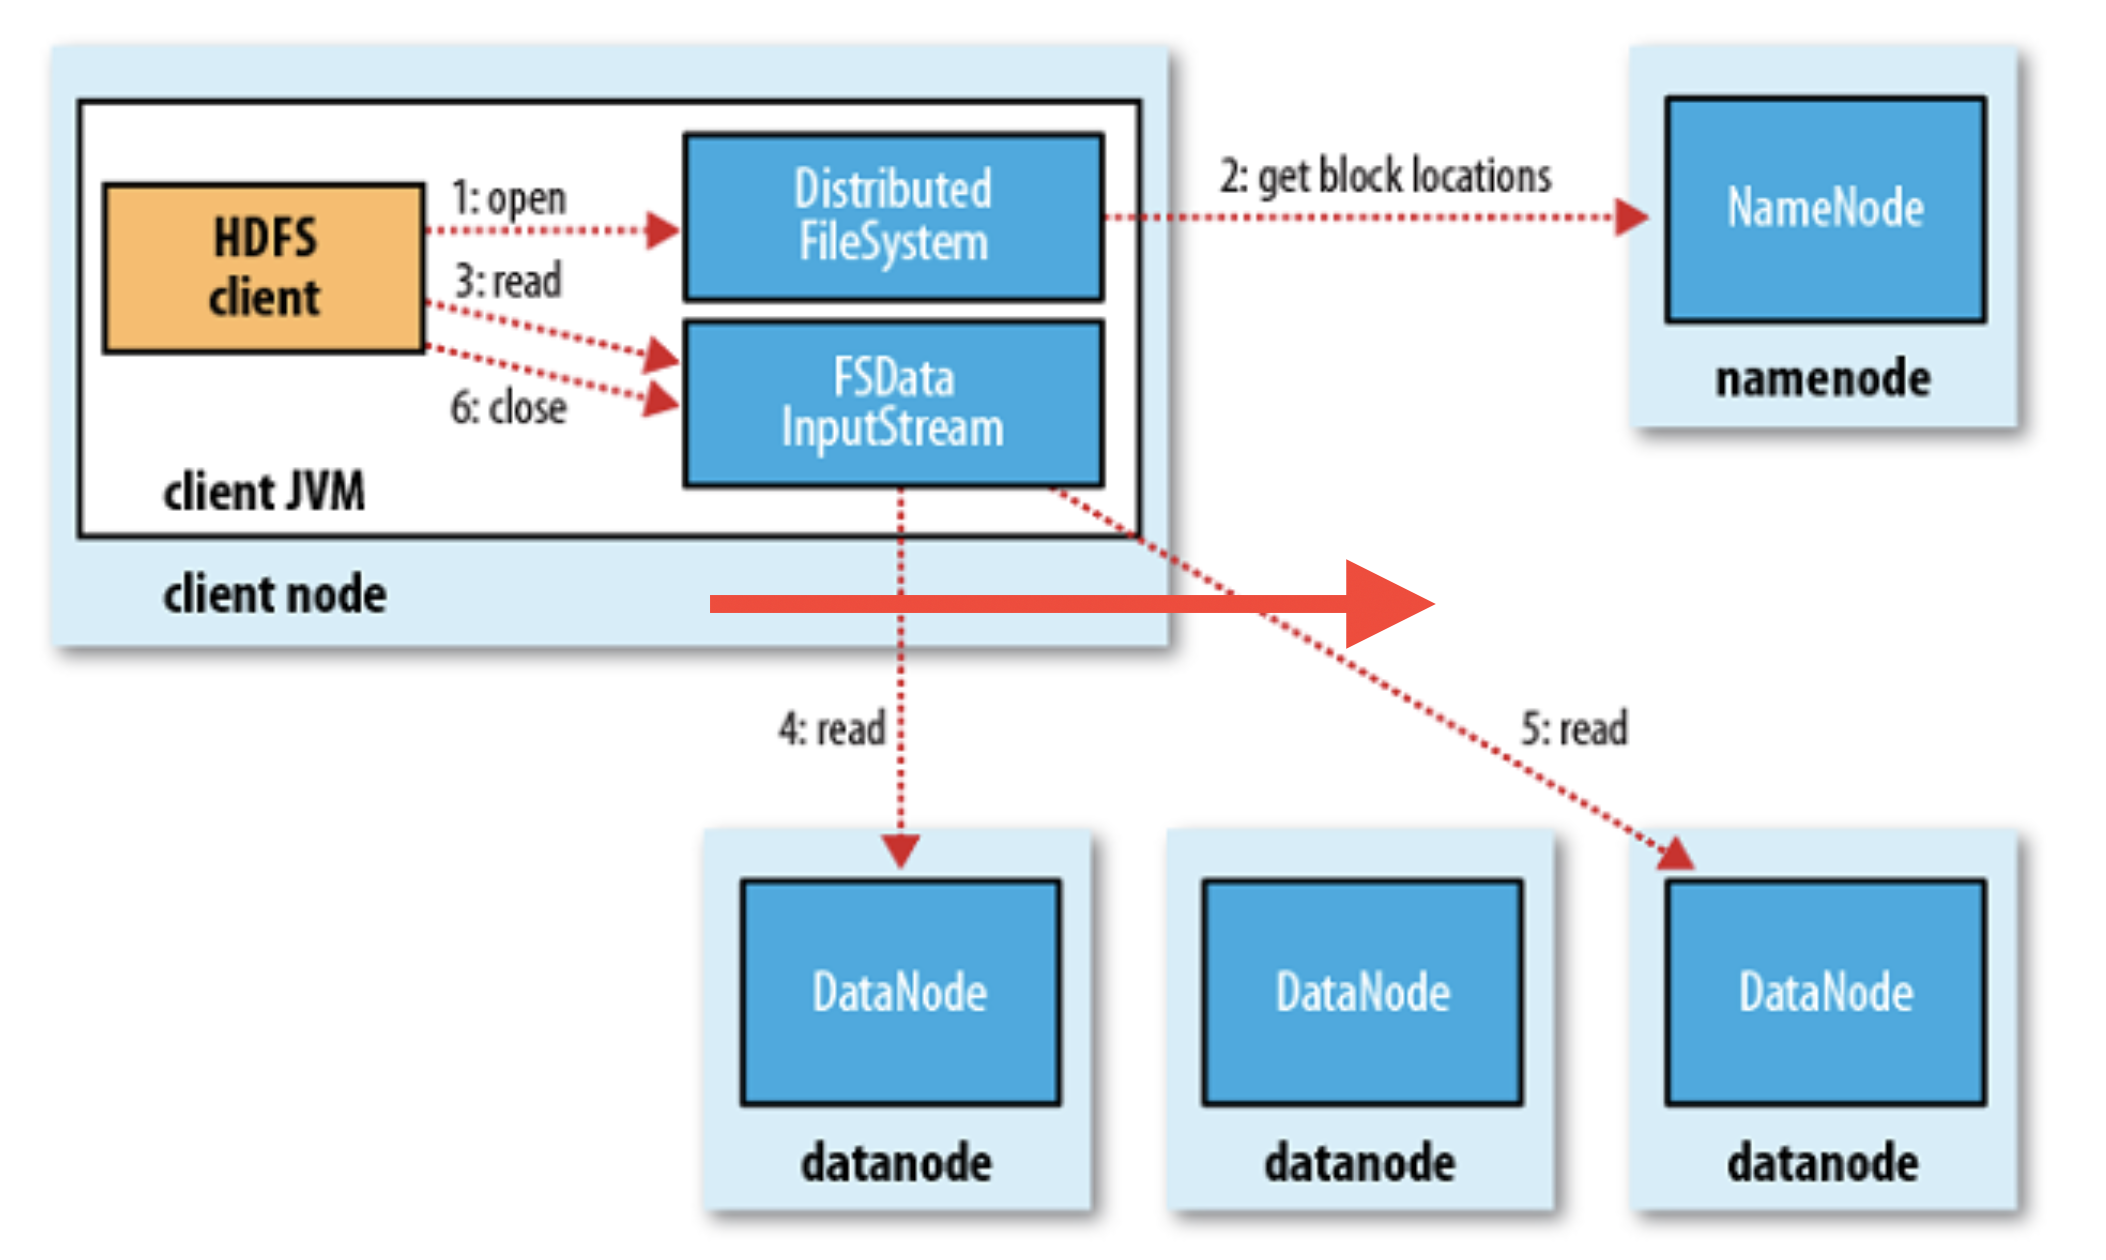 1: open
Distributed
FileSystem
2: get block locations
NameNode
HDFS
client
3: read
FSData
InputStream
6: close
namenode
client JVM
client node
4: read
5: read
DataNode
DataNode
DataNode
datanode
datanode
datanode